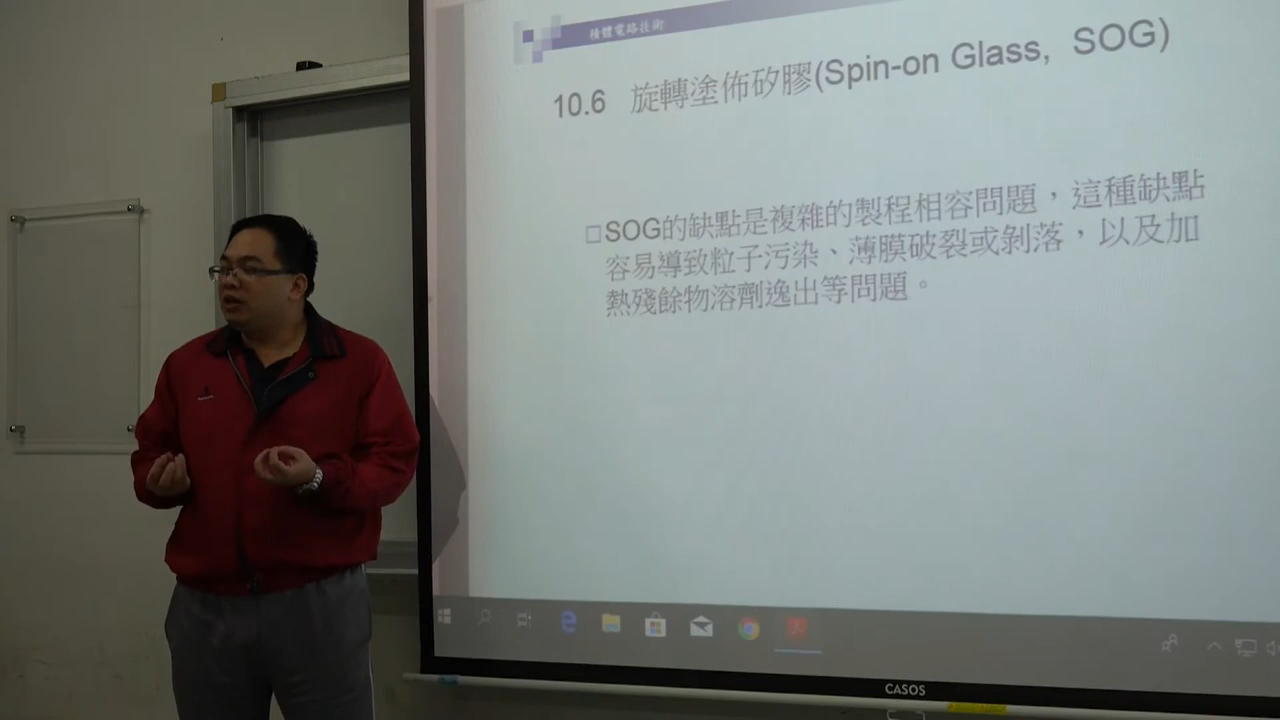 積體電路技術
10.6 旋轉塗佈矽膠(Spin-on Glass, SOG)
□SOG的缺點是複雜的製程相容問題，這種缺點
容易導致粒子污染、薄膜破裂或剝落，以及加
熱殘餘物溶劑逸出等問題。
CASOS